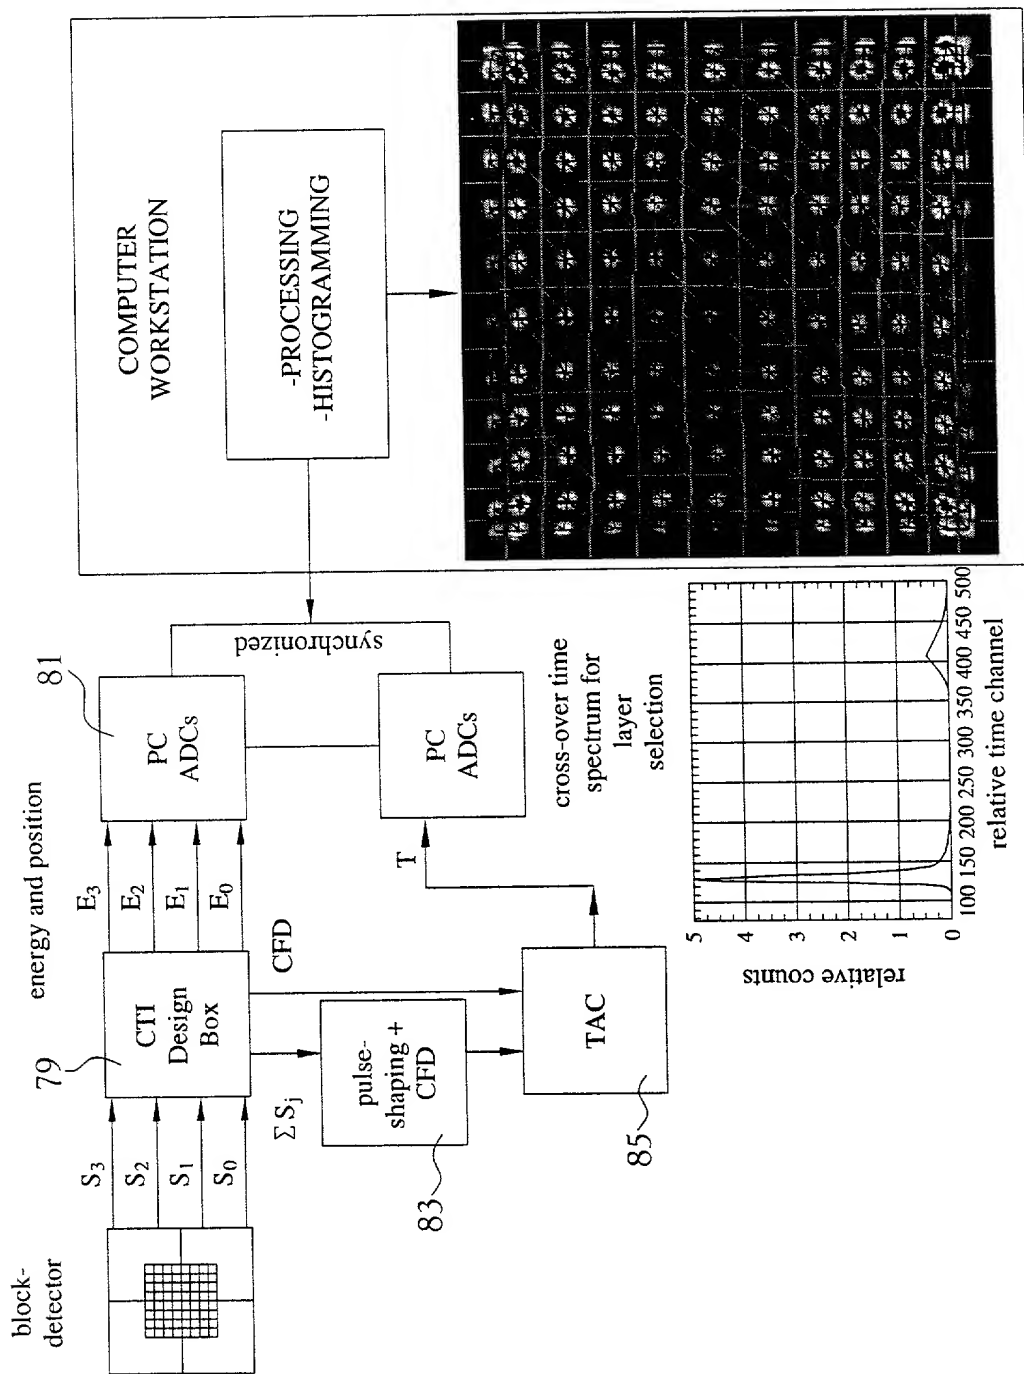 block-
detector
S3
S2
S1
S0
79
CTI
Design
Box
energy and position
E3
E2
E1
E0
81
PC
ADCs
synchronized
PC
ADCs
T
CFD
ΣSj
pulse-
shaping +
CFD
83
TAC
85
COMPUTER
WORKSTATION
-PROCESSING
-HISTOGRAMMING
cross-over time
spectrum for
layer
selection
relative counts
5
4
3
2
1
0
100 150 200 250 300 350 400 450 500
relative time channel